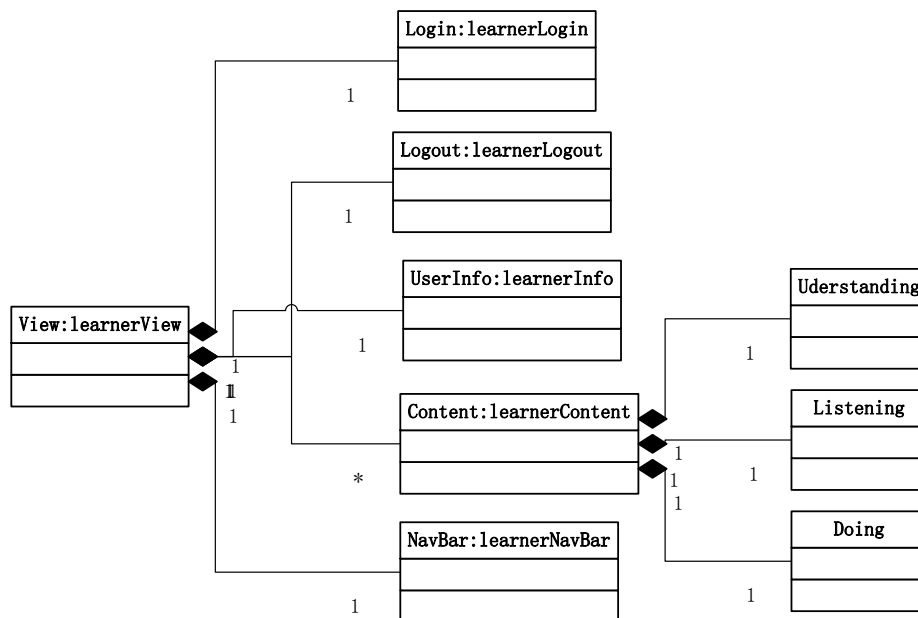 Login:learnerLogin
1
Logout:learnerLogout
1
UserInfo:learnerInfo
1
View:learnerView
1
1
1
Content:learnerContent
*
1
1
1
NavBar:learnerNavBar
1
Uderstanding
1
Listening
1
Doing
1